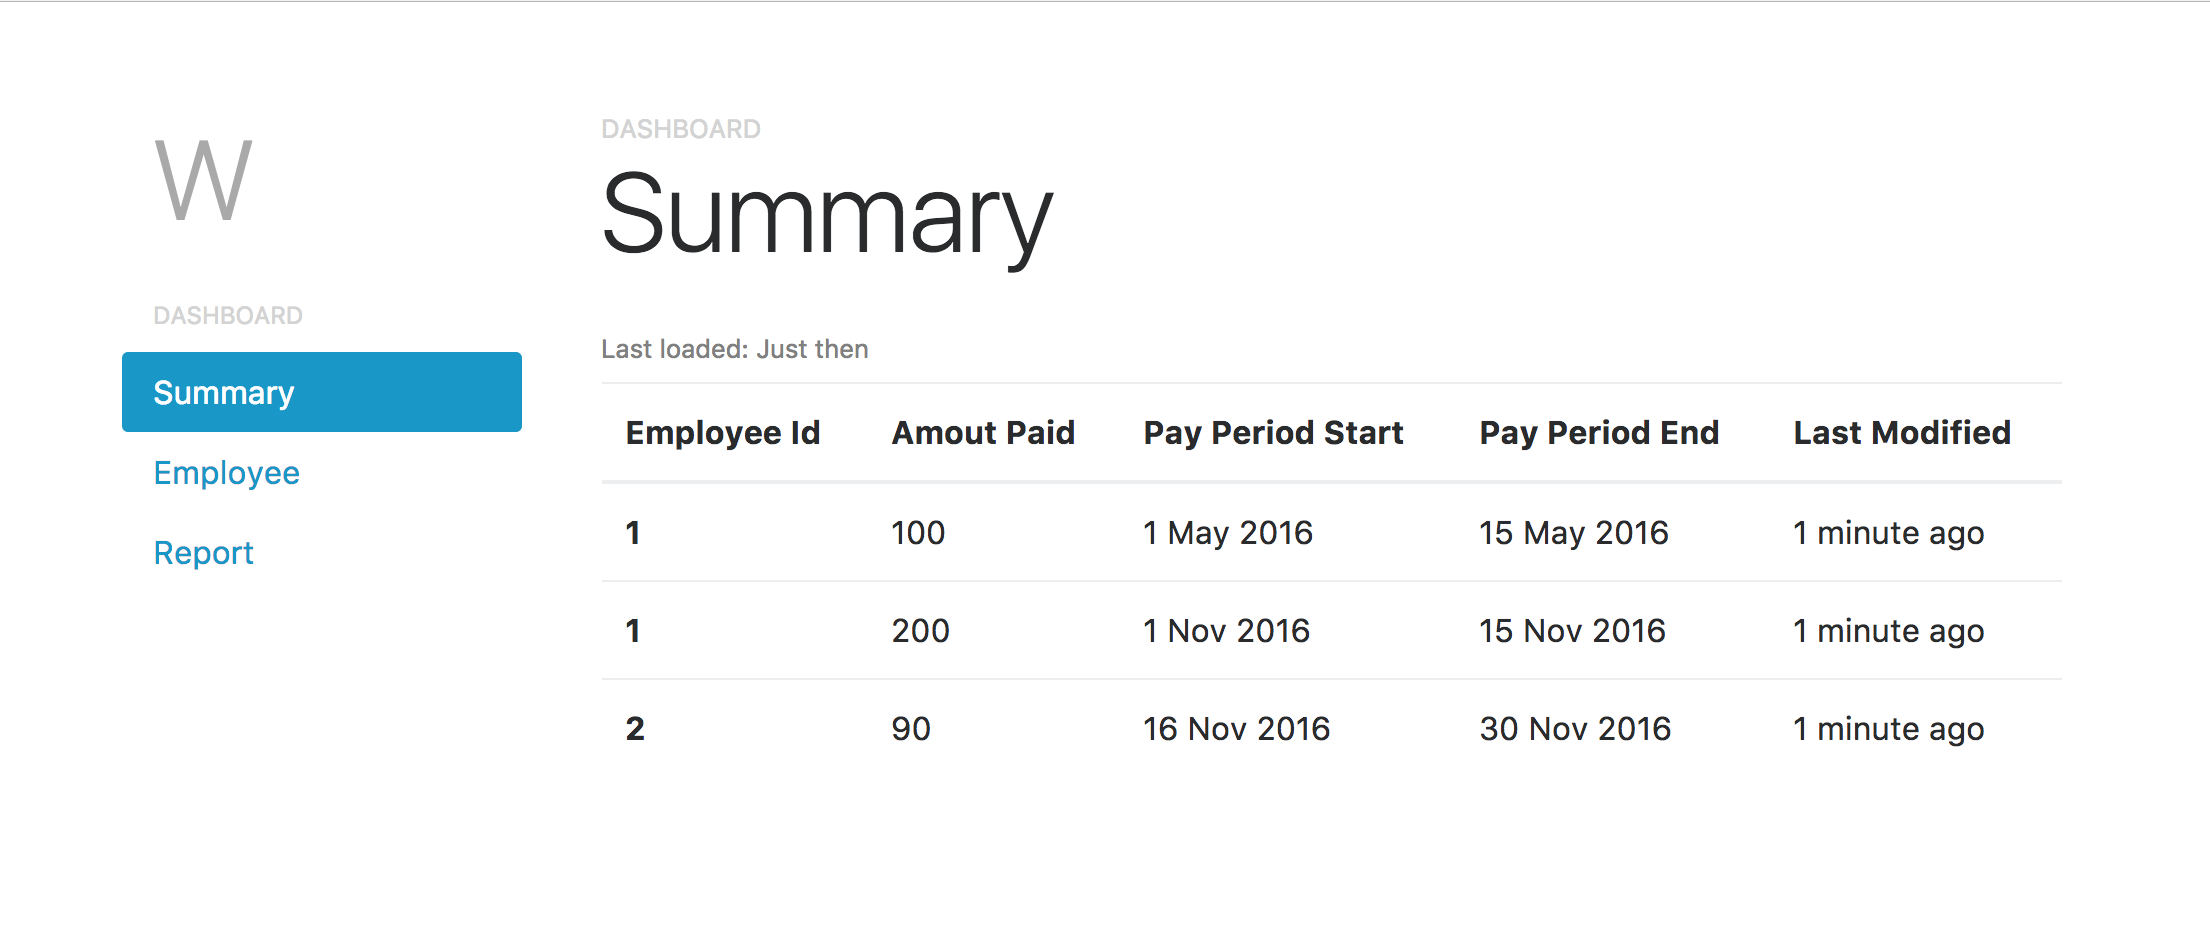 W
DASHBOARD
Summary
Employee
Report
DASHBOARD
Summary
Last loaded: Just then
Employee Id Amout Paid Pay Period Start Pay Period End Last Modified
1 100 1 May 2016 15 May 2016 1 minute ago
1 200 1 Nov 2016 15 Nov 2016 1 minute ago
2 90 16 Nov 2016 30 Nov 2016 1 minute ago